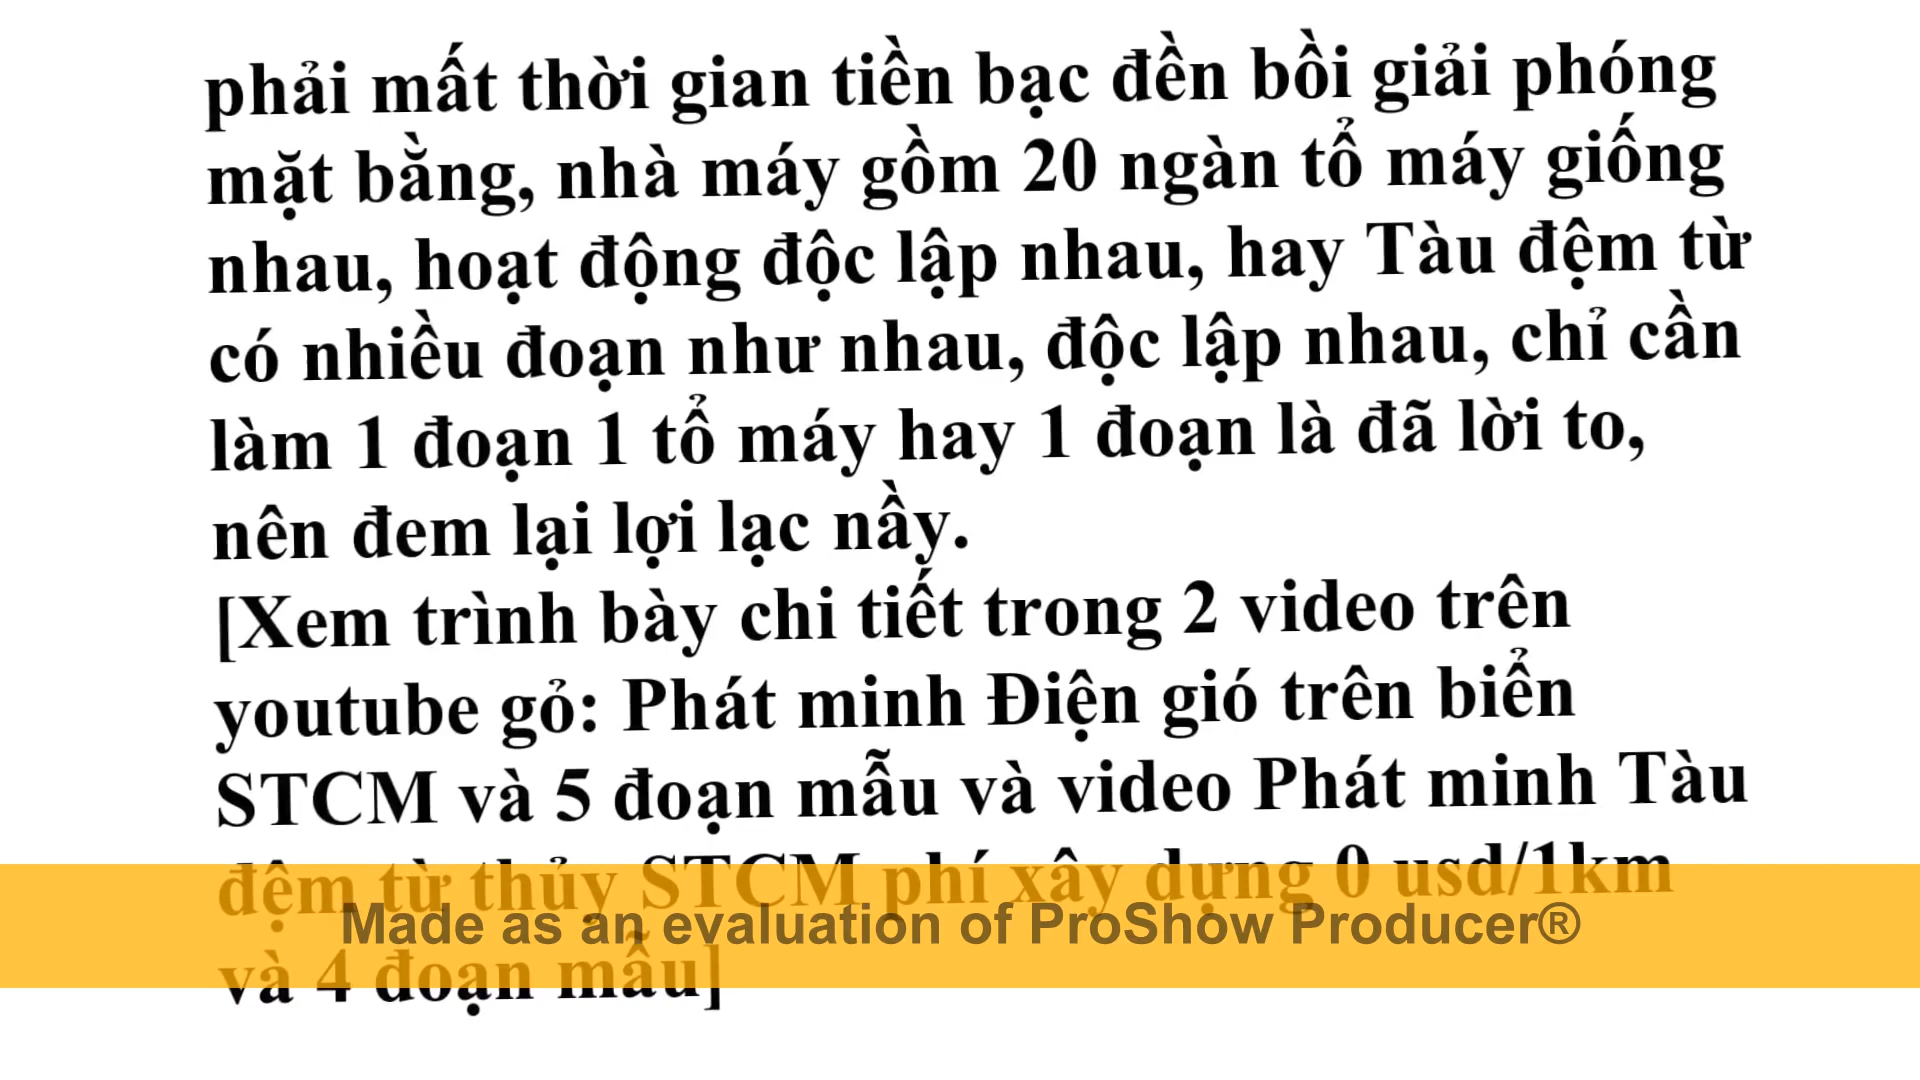 phải mất thời gian tiền bạc đền bồi giải phóng
mặt bằng, nhà máy gồm 20 ngàn tổ máy giống
nhau, hoạt động độc lập nhau, hay Tàu đệm từ
có nhiều đoạn như nhau, độc lập nhau, chỉ cần
làm 1 đoạn 1 tổ máy hay 1 đoạn là đã lời to,
nên đem lại lợi lạc nầy.
[Xem trình bày chi tiết trong 2 video trên
youtube gỏ: Phát minh Điện gió trên biển
STCM và 5 đoạn mẫu và video Phát minh Tàu
đệm từ thủy STCM phí xây dựng 0 usd/1km
Made as an evaluation of ProShow Producer®
và 4 đoạn mẫu]